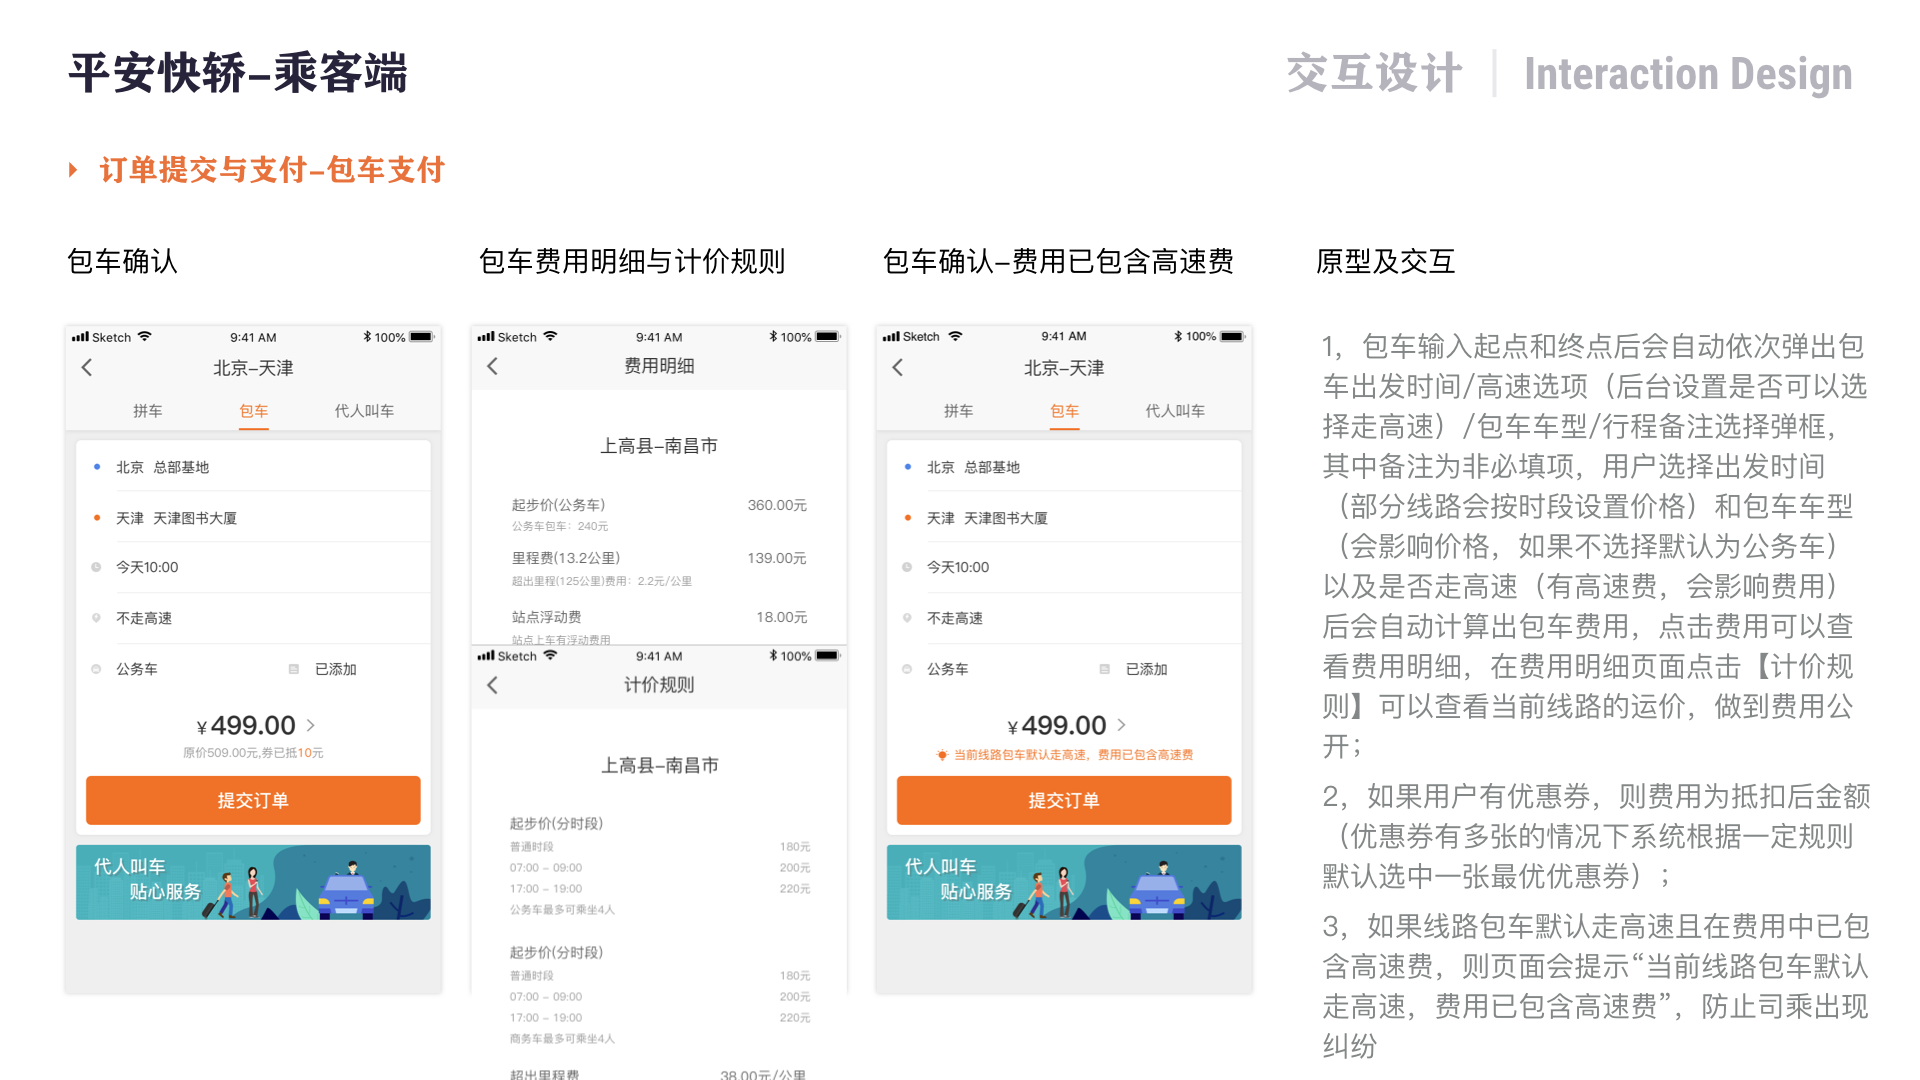 平安快轿–乘客端
交互设计 | Interaction Design
订单提交与支付–包车支付
包车确认
Sketch 9:41 AM 100%
北京–天津
拼车 包车 代人叫车
北京 总部基地
天津 天津图书大厦
今天10:00
不走高速
公务车 已添加
¥499.00
原价509.00元,券已抵10元
提交订单
代人叫车
贴心服务
包车费用明细与计价规则
Sketch 9:41 AM 100%
费用明细
上高县–南昌市
起步价(公务车) 360.00元
公务车包车：240元
里程费(13.2公里) 139.00元
超出里程(125公里)费用：2.2元/公里
站点浮动费 18.00元
站点上车有浮动费用
Sketch 9:41 AM 100%
计价规则
上高县–南昌市
起步价(分时段)
普通时段 180元
07:00 – 09:00 200元
17:00 – 19:00 220元
公务车最多可乘坐4人
起步价(分时段)
普通时段 180元
07:00 – 09:00 200元
17:00 – 19:00 220元
商务车最多可乘坐4人
超出里程费 38.00元/公里
包车确认–费用已包含高速费
Sketch 9:41 AM 100%
北京–天津
拼车 包车 代人叫车
北京 总部基地
天津 天津图书大厦
今天10:00
不走高速
公务车 已添加
¥499.00
当前线路包车默认走高速，费用已包含高速费
提交订单
代人叫车
贴心服务
原型及交互
1，包车输入起点和终点后会自动依次弹出包
车出发时间/高速选项（后台设置是否可以选
择走高速）/包车车型/行程备注选择弹框，
其中备注为非必填项，用户选择出发时间
（部分线路会按时段设置价格）和包车车型
（会影响价格，如果不选择默认为公务车）
以及是否走高速（有高速费，会影响费用）
后会自动计算出包车费用，点击费用可以查
看费用明细，在费用明细页面点击【计价规
则】可以查看当前线路的运价，做到费用公
开；
2，如果用户有优惠券，则费用为抵扣后金额
（优惠券有多张的情况下系统根据一定规则
默认选中一张最优优惠券）；
3，如果线路包车默认走高速且在费用中已包
含高速费，则页面会提示“当前线路包车默认
走高速，费用已包含高速费”，防止司乘出现
纠纷